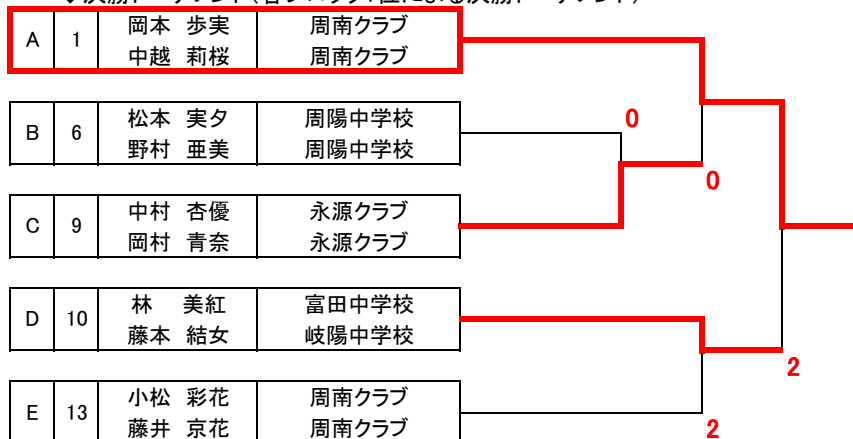 A 1 岡本 歩実 周南クラブ
中越 莉桜 周南クラブ
B 6 松本 実夕 周陽中学校
野村 亜美 周陽中学校
0
0
C 9 中村 杏優 永源クラブ
岡村 青奈 永源クラブ
D 10 林 美紅 富田中学校
藤本 結女 岐陽中学校
2
E 13 小松 彩花 周南クラブ
藤井 京花 周南クラブ
2